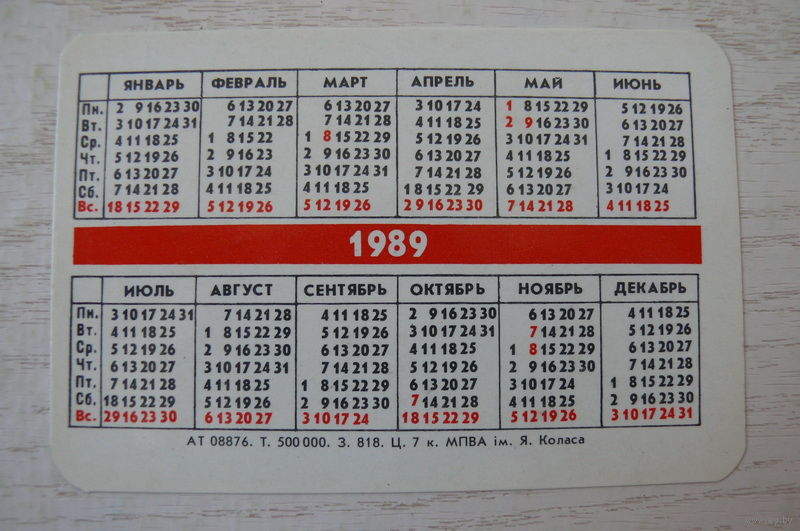 ЯНВАРЬ ФЕВРАЛЬ МАРТ АПРЕЛЬ МАЙ ИЮНЬ
Пн. 2 9 16 23 30 6 13 20 27 6 13 20 27 3 10 17 24 1 8 15 22 29 5 12 19 26
Вт. 3 10 17 24 31 7 14 21 28 7 14 21 28 4 11 18 25 2 9 16 23 30 6 13 20 27
Ср. 4 11 18 25 1 8 15 22 1 8 15 22 29 5 12 19 26 3 10 17 24 31 7 14 21 28
Чт. 5 12 19 26 2 9 16 23 2 9 16 23 30 6 13 20 27 4 11 18 25 1 8 15 22 29
Пт. 6 13 20 27 3 10 17 24 3 10 17 24 31 7 14 21 28 5 12 19 26 2 9 16 23 30
Сб. 7 14 21 28 4 11 18 25 4 11 18 25 1 8 15 22 29 6 13 20 27 3 10 17 24
Вс. 1 8 15 22 29 5 12 19 26 5 12 19 26 2 9 16 23 30 7 14 21 28 4 11 18 25
1989
ИЮЛЬ АВГУСТ СЕНТЯБРЬ ОКТЯБРЬ НОЯБРЬ ДЕКАБРЬ
Пн. 3 10 17 24 31 7 14 21 28 4 11 18 25 2 9 16 23 30 6 13 20 27 4 11 18 25
Вт. 4 11 18 25 1 8 15 22 29 5 12 19 26 3 10 17 24 31 7 14 21 28 5 12 19 26
Ср. 5 12 19 26 2 9 16 23 30 6 13 20 27 4 11 18 25 1 8 15 22 29 6 13 20 27
Чт. 6 13 20 27 3 10 17 24 31 7 14 21 28 5 12 19 26 2 9 16 23 30 7 14 21 28
Пт. 7 14 21 28 4 11 18 25 1 8 15 22 29 6 13 20 27 3 10 17 24 1 8 15 22 29
Сб. 1 8 15 22 29 5 12 19 26 2 9 16 23 30 7 14 21 28 4 11 18 25 2 9 16 23 30
Вс. 2 9 16 23 30 6 13 20 27 3 10 17 24 1 8 15 22 29 5 12 19 26 3 10 17 24 31
АТ 08876. Т. 500 000. З. 818. Ц. 7 к. МПВА ім. Я. Коласа